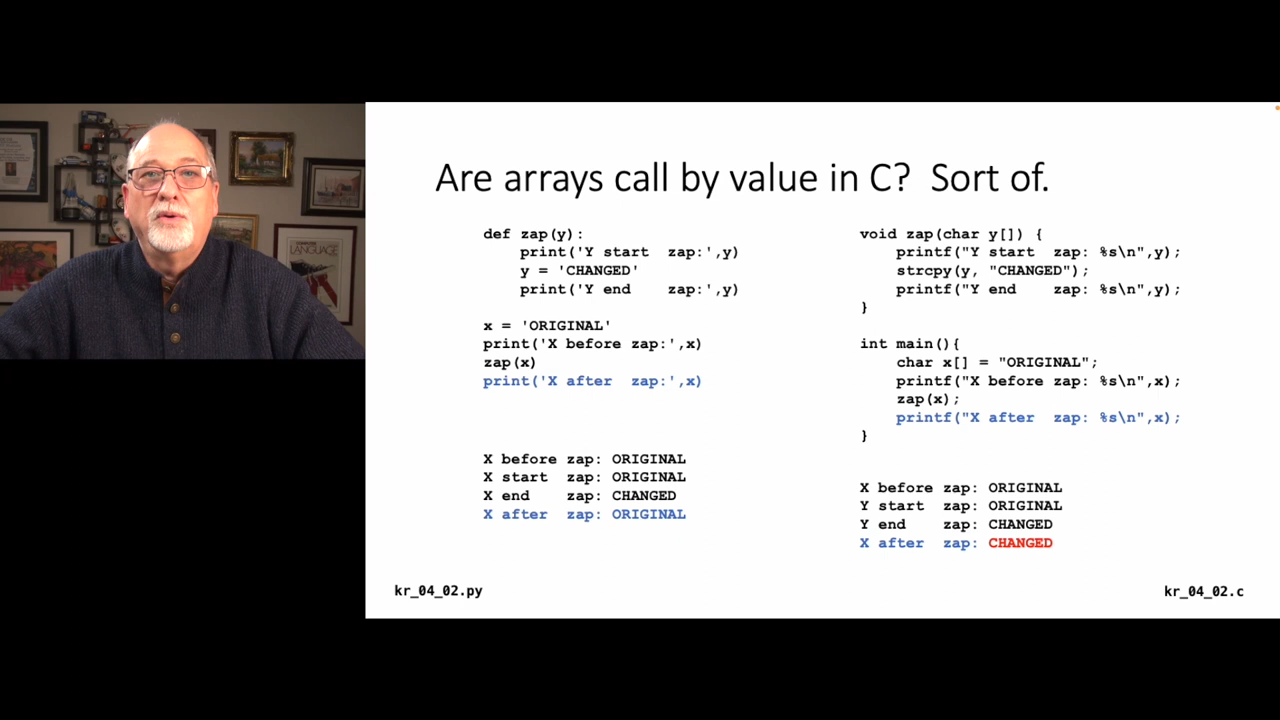 Are arrays call by value in C? Sort of.
def zap(y):
    print('Y start  zap:',y)
    y = 'CHANGED'
    print('Y end    zap:',y)
x = 'ORIGINAL'
print('X before zap:',x)
zap(x)
print('X after  zap:',x)
X before zap: ORIGINAL
X start  zap: ORIGINAL
X end    zap: CHANGED
X after  zap: ORIGINAL
kr_04_02.py
void zap(char y[]) {
    printf("Y start  zap: %s\n",y);
    strcpy(y, "CHANGED");
    printf("Y end    zap: %s\n",y);
}
int main(){
    char x[] = "ORIGINAL";
    printf("X before zap: %s\n",x);
    zap(x);
    printf("X after  zap: %s\n",x);
}
X before zap: ORIGINAL
Y start  zap: ORIGINAL
Y end    zap: CHANGED
X after  zap: CHANGED
kr_04_02.c
LANGUAGE